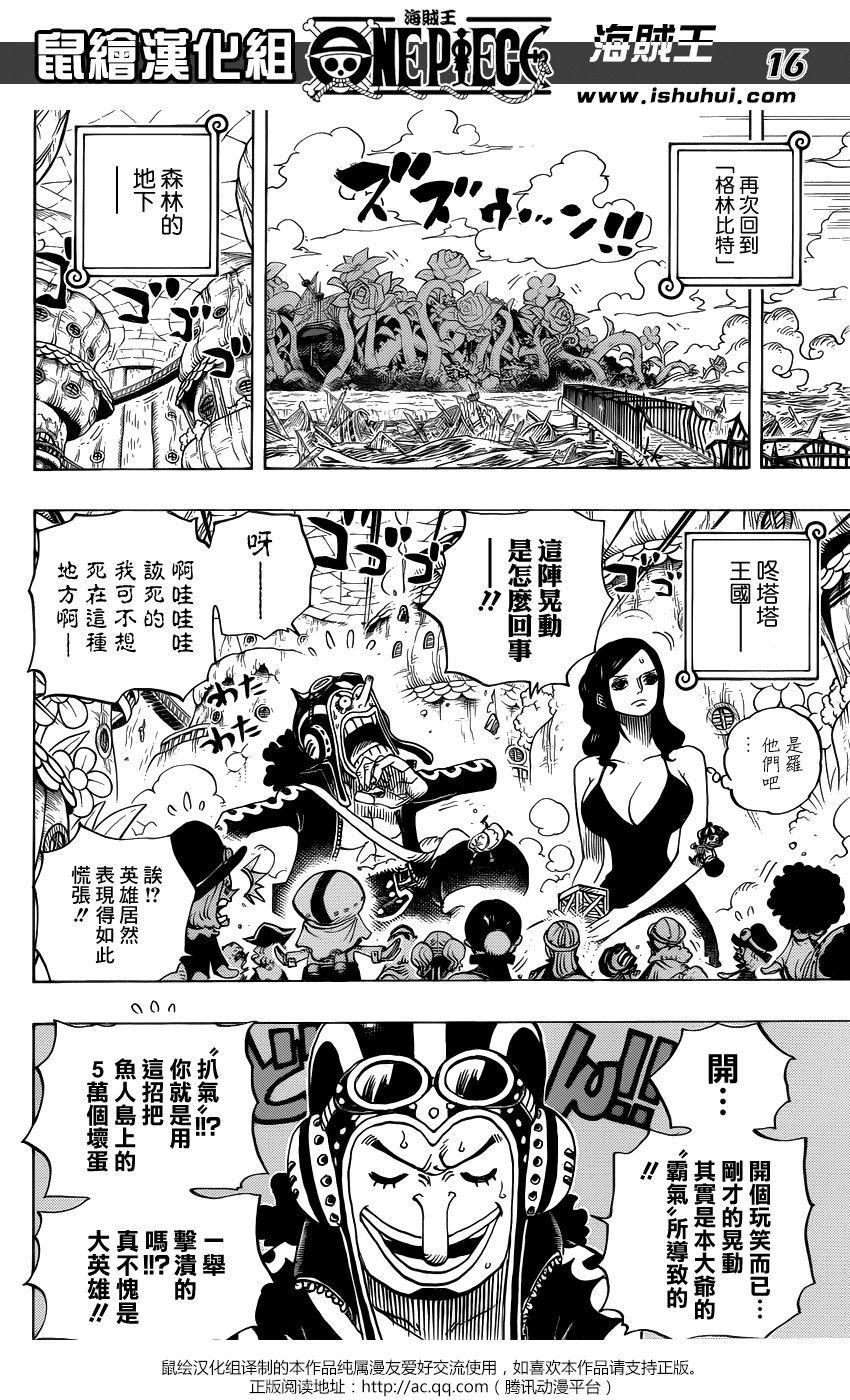 鼠繪漢化組
海賊王
ONE PIECE
海賊王
16
www.ishuhui.com
再次回到
「格林比特」
ズズゥ・・・ン!!
森林的
地下
——
ゴゴゴ
咚塔塔
王國——
這陣晃動
是怎麼回事
——!!
ゴゴゴ
呀——
啊哇哇哇
該死的
我可不想
死在這種
地方啊——
わた
わた
是羅
他們吧
…
誒!?
英雄居然
表現得如此
慌張!!
開…
開個玩笑而已…
剛才的晃動
其實是本大爺的
〝霸氣〞所導致的
!!
〝扒氣〞!!?
你就是用
這招把
魚人島上的
5萬個壞蛋
一舉
擊潰的
嗎!!?
真不愧是
大英雄!!
鼠绘汉化组译制的本作品纯属漫友爱好交流使用，如喜欢本作品请支持正版。
正版阅读地址：http://ac.qq.com（腾讯动漫平台）